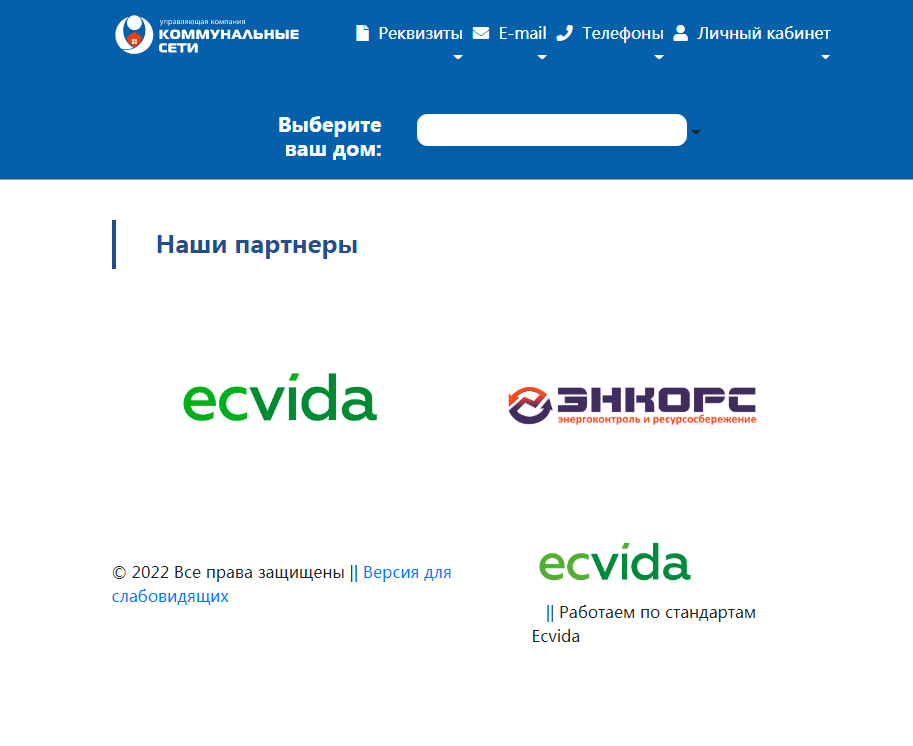 управляющая компания
КОММУНАЛЬНЫЕ
СЕТИ
Реквизиты E-mail Телефоны Личный кабинет
Выберите
ваш дом:
Наши партнеры
ecvida
ЭНКОРС
энергоконтроль и ресурсосбережение
ecvida
© 2022 Все права защищены || Версия для
слабовидящих
|| Работаем по стандартам
Ecvida